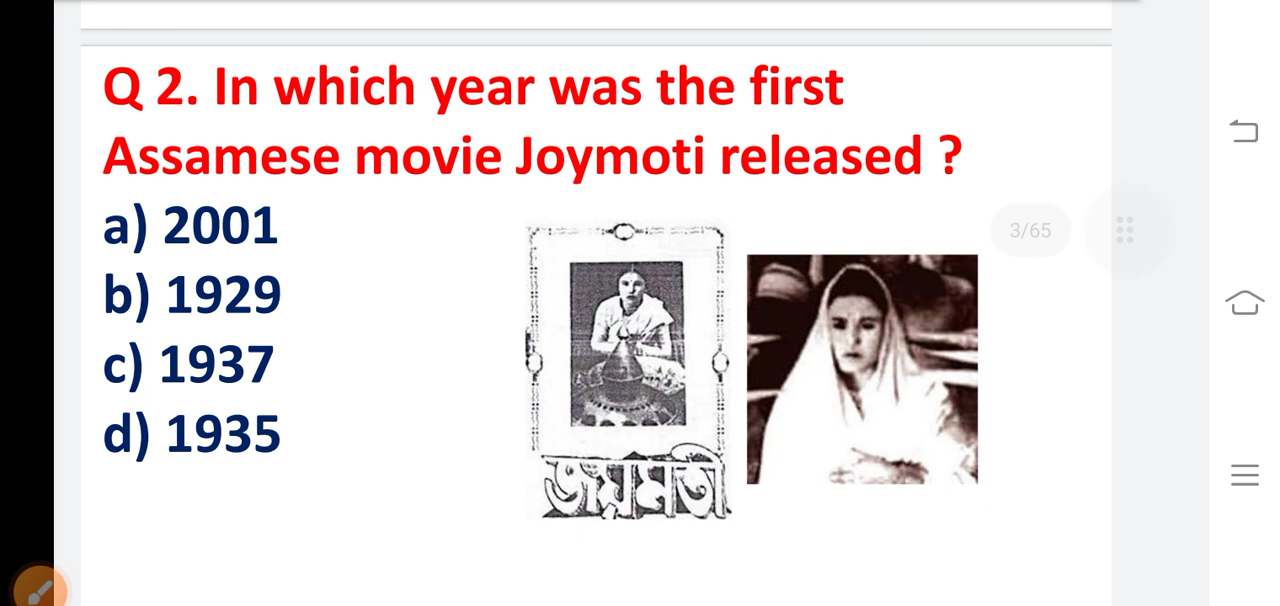 Q 2. In which year was the first
Assamese movie Joymoti released ?
a) 2001
b) 1929
c) 1937
d) 1935
3/65
জয়মতী